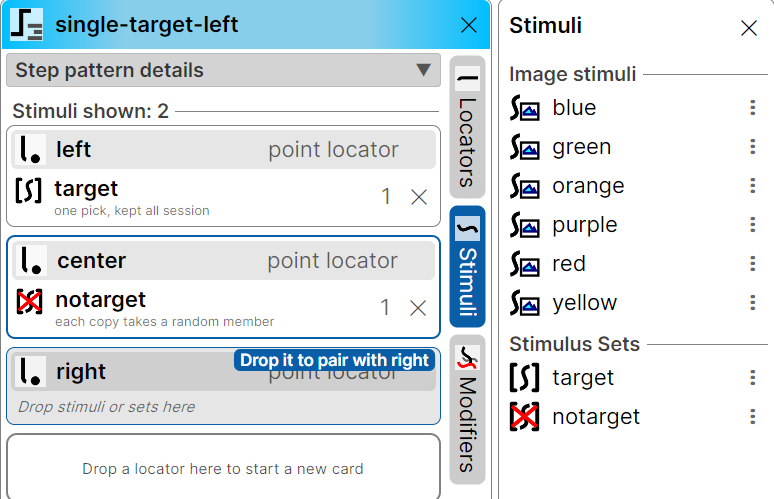 single-target-left
Step pattern details
Stimuli shown: 2
left point locator
target 1
one pick, kept all session
center point locator
notarget 1
each copy takes a random member
Drop it to pair with right
right point locator
Drop stimuli or sets here
Drop a locator here to start a new card
Locators
Stimuli
Modifiers
Stimuli
Image stimuli
blue
green
orange
purple
red
yellow
Stimulus Sets
target
notarget